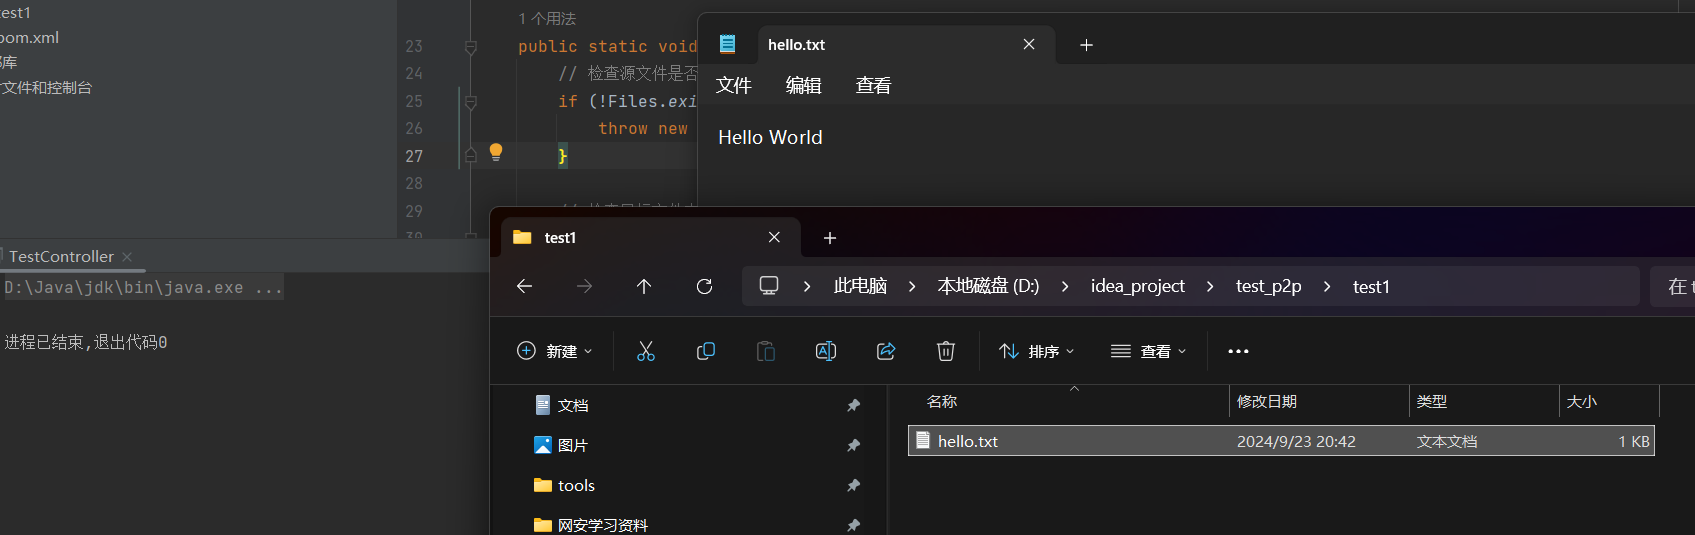 test1
pom.xml
部库
文件和控制台
1 个用法
23 public static void
24 // 检查源文件是否
25 if (!Files.exi
26 throw new
27 }
28
29
30
hello.txt
文件 编辑 查看
Hello World
TestController
D:\Java\jdk\bin\java.exe ...
进程已结束,退出代码0
test1
此电脑 本地磁盘 (D:) idea_project test_p2p test1
在
新建 排序 查看
文档
图片
tools
网安学习资料
名称 修改日期 类型 大小
hello.txt 2024/9/23 20:42 文本文档 1 KB